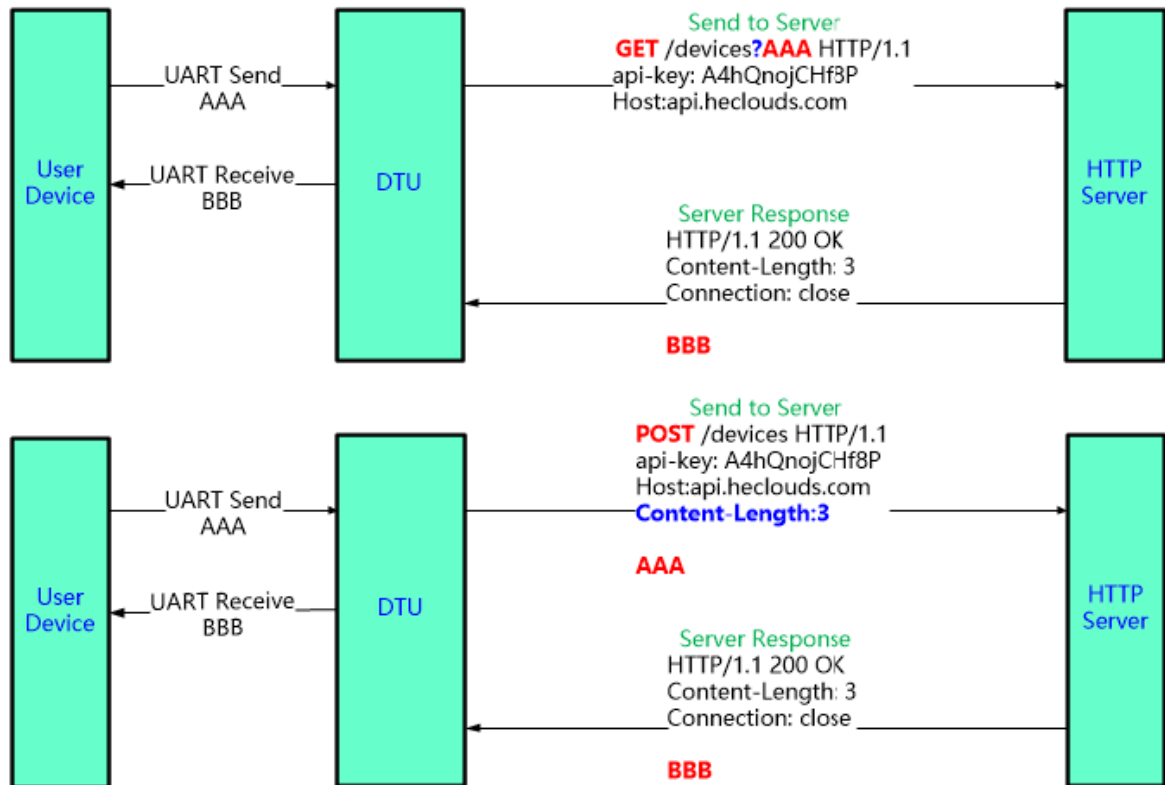 Send to Server
GET /devices?AAA HTTP/1.1
api-key: A4hQnojCHf8P
Host:api.heclouds.com
UART Send
AAA
User
Device
UART Receive
BBB
DTU
HTTP
Server
Server Response
HTTP/1.1 200 OK
Content-Length: 3
Connection: close
BBB
Send to Server
POST /devices HTTP/1.1
api-key: A4hQnojCHf8P
Host:api.heclouds.com
Content-Length:3
AAA
UART Send
AAA
User
Device
UART Receive
BBB
DTU
HTTP
Server
Server Response
HTTP/1.1 200 OK
Content-Length: 3
Connection: close
BBB